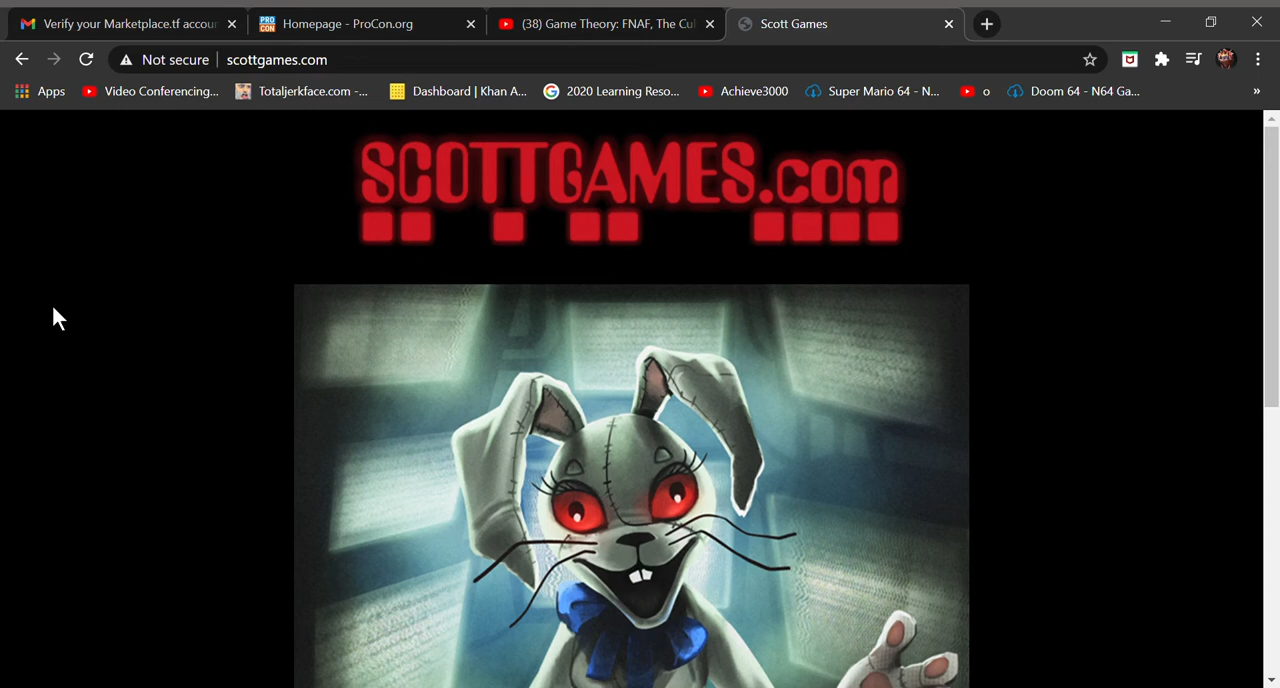 Verify your Marketplace.tf accoun
PRO CON
Homepage - ProCon.org
(38) Game Theory: FNAF, The Cul
Scott Games
Not secure
scottgames.com
Apps
Video Conferencing...
Totaljerkface.com -...
Dashboard | Khan A...
2020 Learning Reso...
Achieve3000
Super Mario 64 - N...
o
Doom 64 - N64 Ga...
»
SCOTTGAMES.com